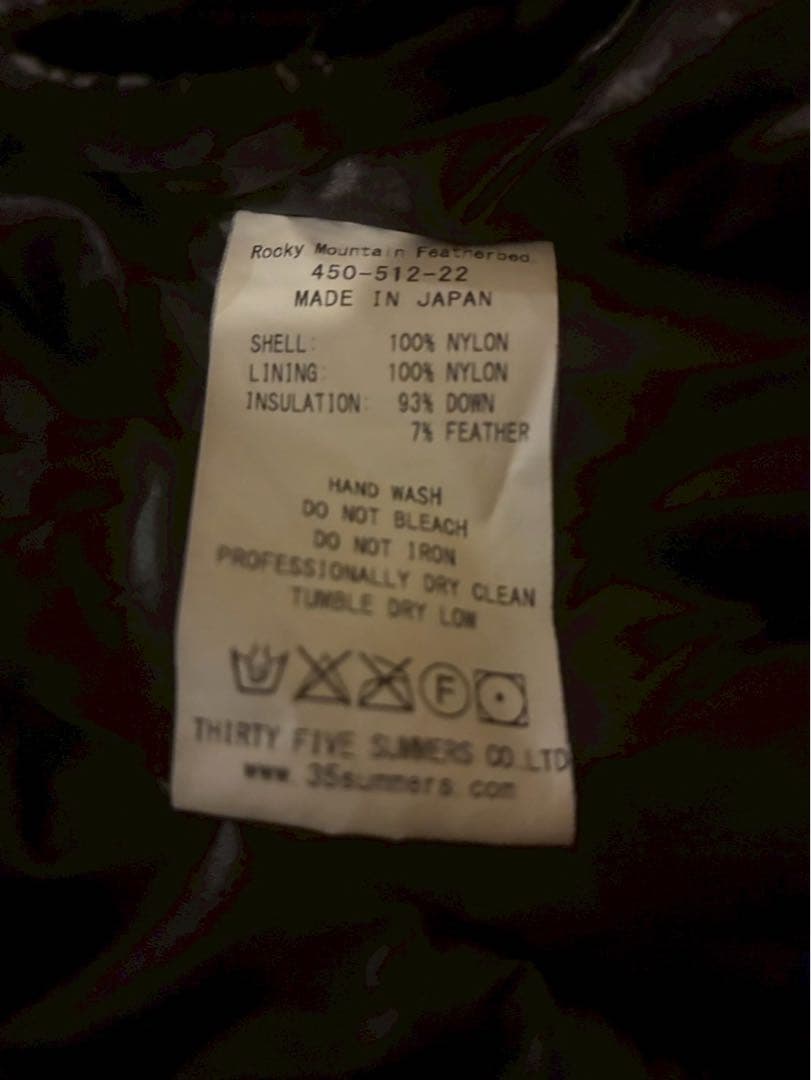 Rocky Mountain Featherbed
450-512-22
MADE IN JAPAN
SHELL: 100% NYLON
LINING: 100% NYLON
INSULATION: 93% DOWN
7% FEATHER
HAND WASH
DO NOT BLEACH
DO NOT IRON
PROFESSIONALLY DRY CLEAN
TUMBLE DRY LOW
F
THIRTY FIVE SUMMERS CO.LTD
www.35summers.com